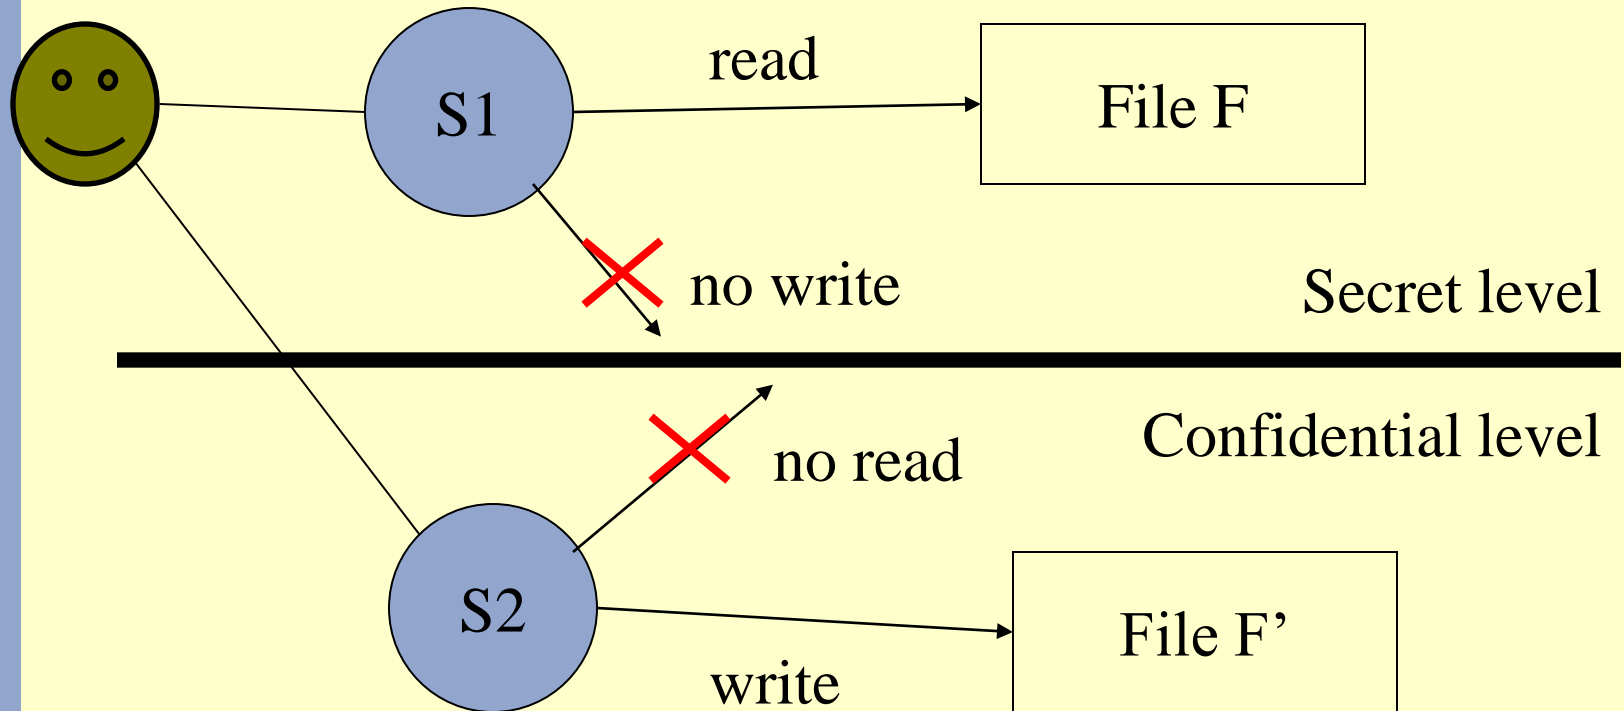 read
S1
File F
no write
Secret level
Confidential level
no read
S2
File F’
write